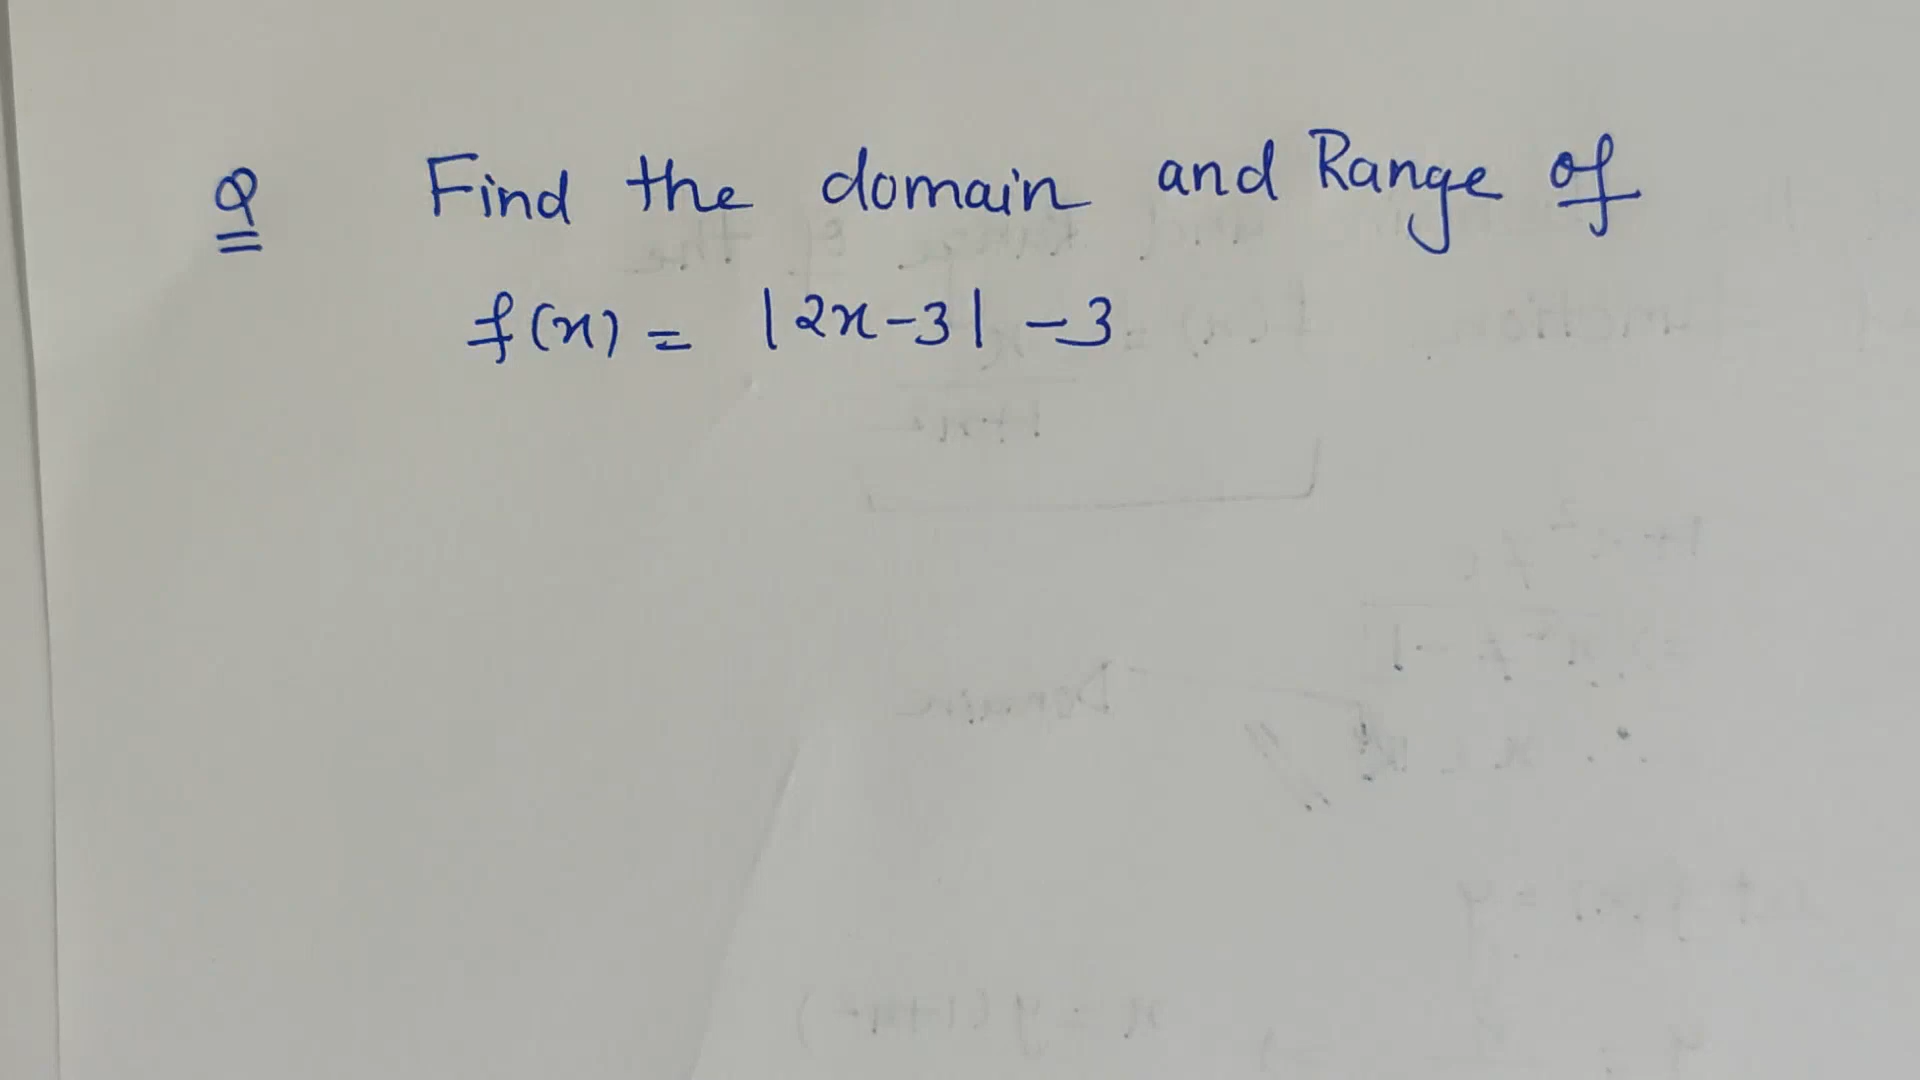 Q Find the domain and Range of
f(x) = |2x-3| -3